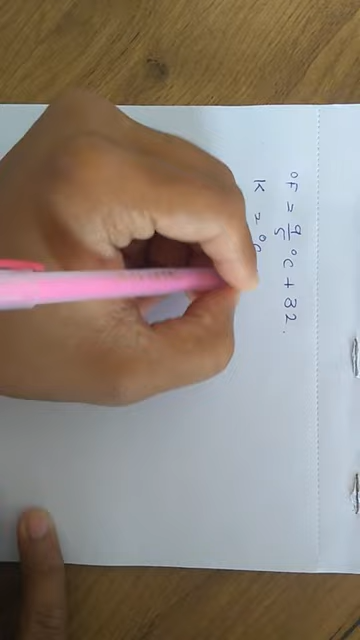 °F = 9/5 °C + 32.
K = °C